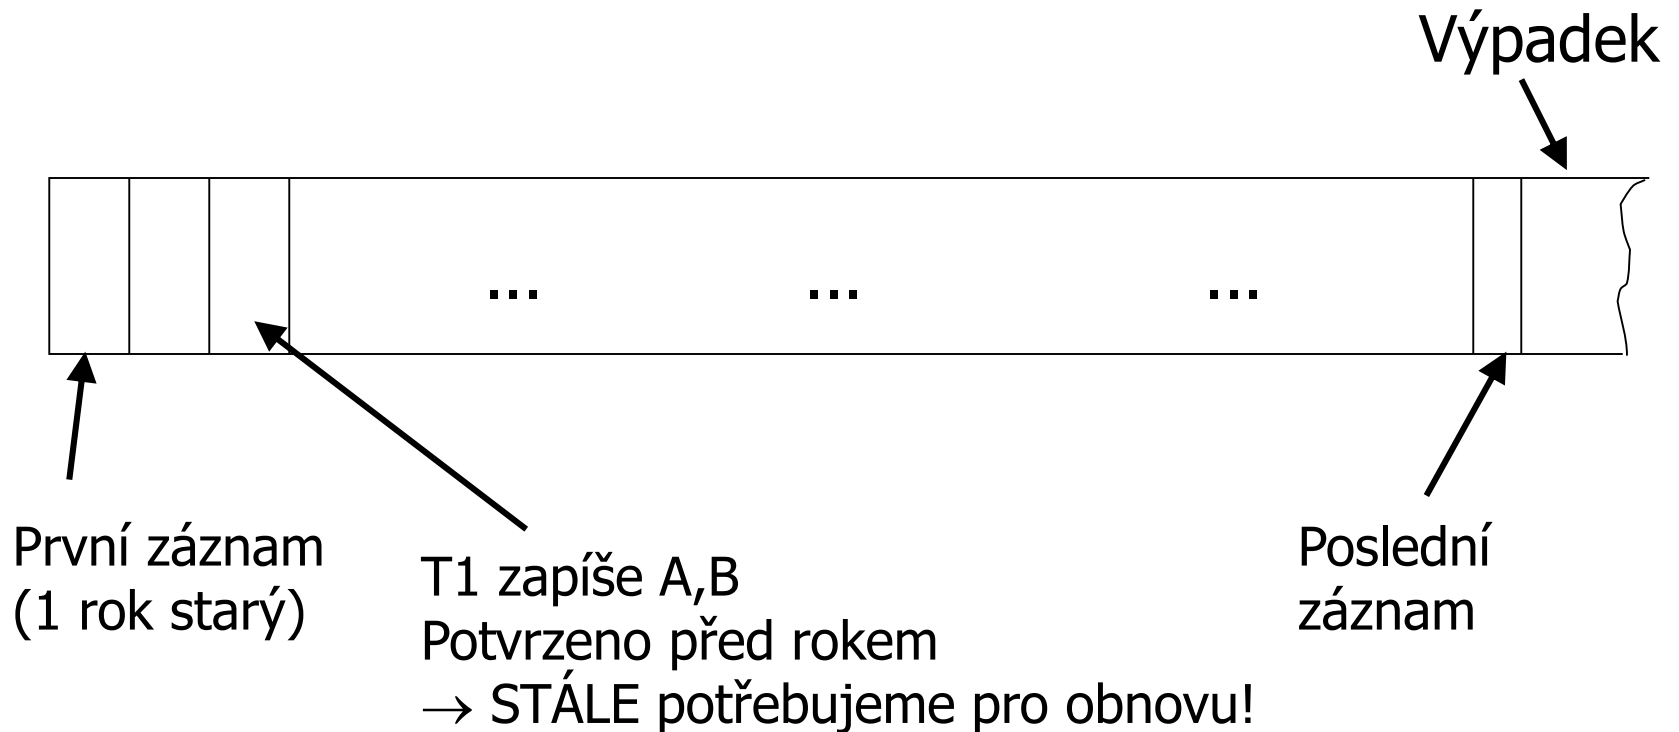 Výpadek
... ... ...
První záznam
(1 rok starý)
T1 zapíše A,B
Potvrzeno před rokem
→ STÁLE potřebujeme pro obnovu!
Poslední
záznam